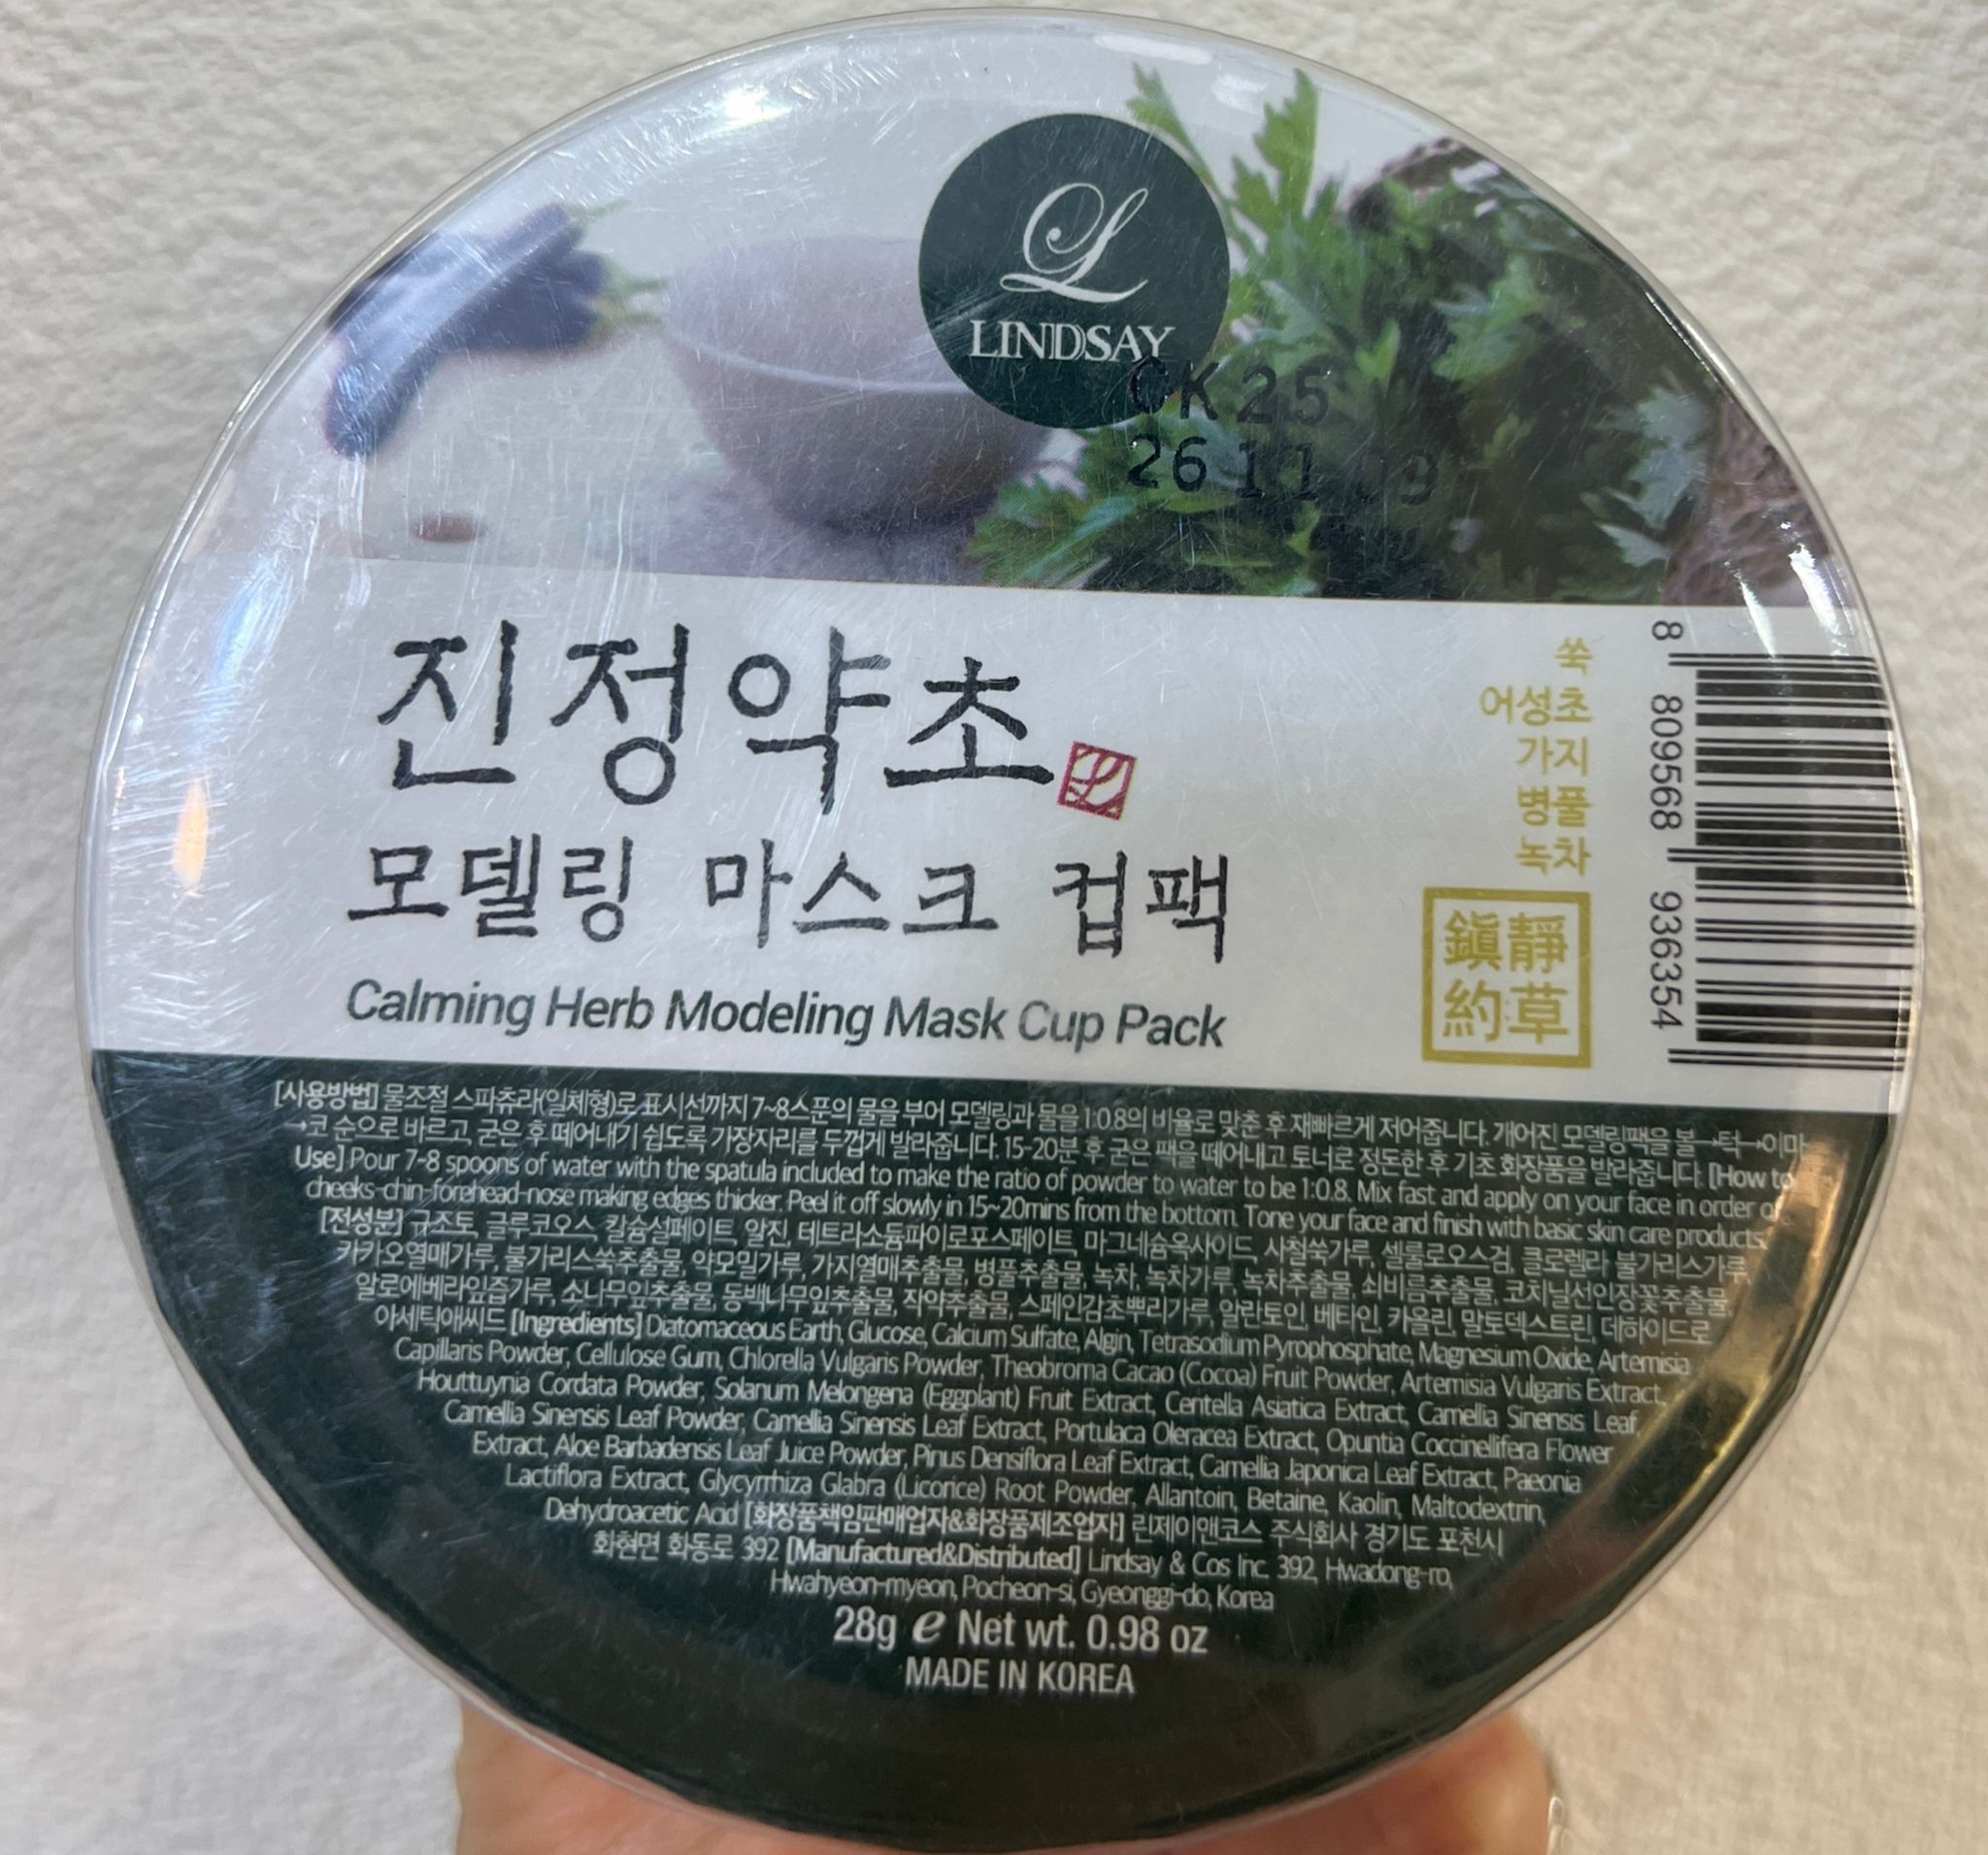 L
LINDSAY
CK25
26 11 09
진정약초
모델링 마스크 컵팩
Calming Herb Modeling Mask Cup Pack
쑥
어성초
가지
병풀
녹차
鎭靜
約草
8 809568 936354
[사용방법] 물조절 스파츄라(일체형)로 표시선까지 7~8스푼의 물을 부어 모델링과 물을 1:0.8의 비율로 맞춘 후 재빠르게 저어줍니다. 개어진 모델링팩을 볼→턱→이마
→코 순으로 바르고, 굳은 후 떼어내기 쉽도록 가장자리를 두껍게 발라줍니다. 15-20분 후 굳은 팩을 떼어내고 토너로 정돈한 후 기초 화장품을 발라줍니다. [How to
Use] Pour 7-8 spoons of water with the spatula included to make the ratio of powder to water to be 1:0.8. Mix fast and apply on your face in order of
cheeks-chin-forehead-nose making edges thicker. Peel it off slowly in 15~20mins from the bottom. Tone your face and finish with basic skin care products.
[전성분] 규조토, 글루코오스, 칼슘설페이트, 알진, 테트라소듐파이로포스페이트, 마그네슘옥사이드, 사철쑥가루, 셀룰로오스검, 클로렐라 불가리스가루,
카카오열매가루, 불가리스쑥추출물, 약모밀가루, 가지열매추출물, 병풀추출물, 녹차, 녹차가루, 녹차추출물, 쇠비름추출물, 코치닐선인장꽃추출물,
알로에베라잎즙가루, 소나무잎추출물, 동백나무잎추출물, 작약추출물, 스페인감초뿌리가루, 알란토인, 베타인, 카올린, 말토덱스트린, 데하이드로
아세틱애씨드 [Ingredients] Diatomaceous Earth, Glucose, Calcium Sulfate, Algin, Tetrasodium Pyrophosphate, Magnesium Oxide, Artemisia
Capillaris Powder, Cellulose Gum, Chlorella Vulgaris Powder, Theobroma Cacao (Cocoa) Fruit Powder, Artemisia Vulgaris Extract,
Houttuynia Cordata Powder, Solanum Melongena (Eggplant) Fruit Extract, Centella Asiatica Extract, Camellia Sinensis Leaf,
Camellia Sinensis Leaf Powder, Camellia Sinensis Leaf Extract, Portulaca Oleracea Extract, Opuntia Coccinellifera Flower
Extract, Aloe Barbadensis Leaf Juice Powder, Pinus Densiflora Leaf Extract, Camellia Japonica Leaf Extract, Paeonia
Lactiflora Extract, Glycyrrhiza Glabra (Licorice) Root Powder, Allantoin, Betaine, Kaolin, Maltodextrin,
Dehydroacetic Acid [화장품책임판매업자&화장품제조업자] 린제이앤코스 주식회사 경기도 포천시
화현면 화동로 392 [Manufactured&Distributed] Lindsay & Cos Inc. 392, Hwadong-ro,
Hwahyeon-myeon, Pocheon-si, Gyeonggi-do, Korea
28g e Net wt. 0.98 oz
MADE IN KOREA